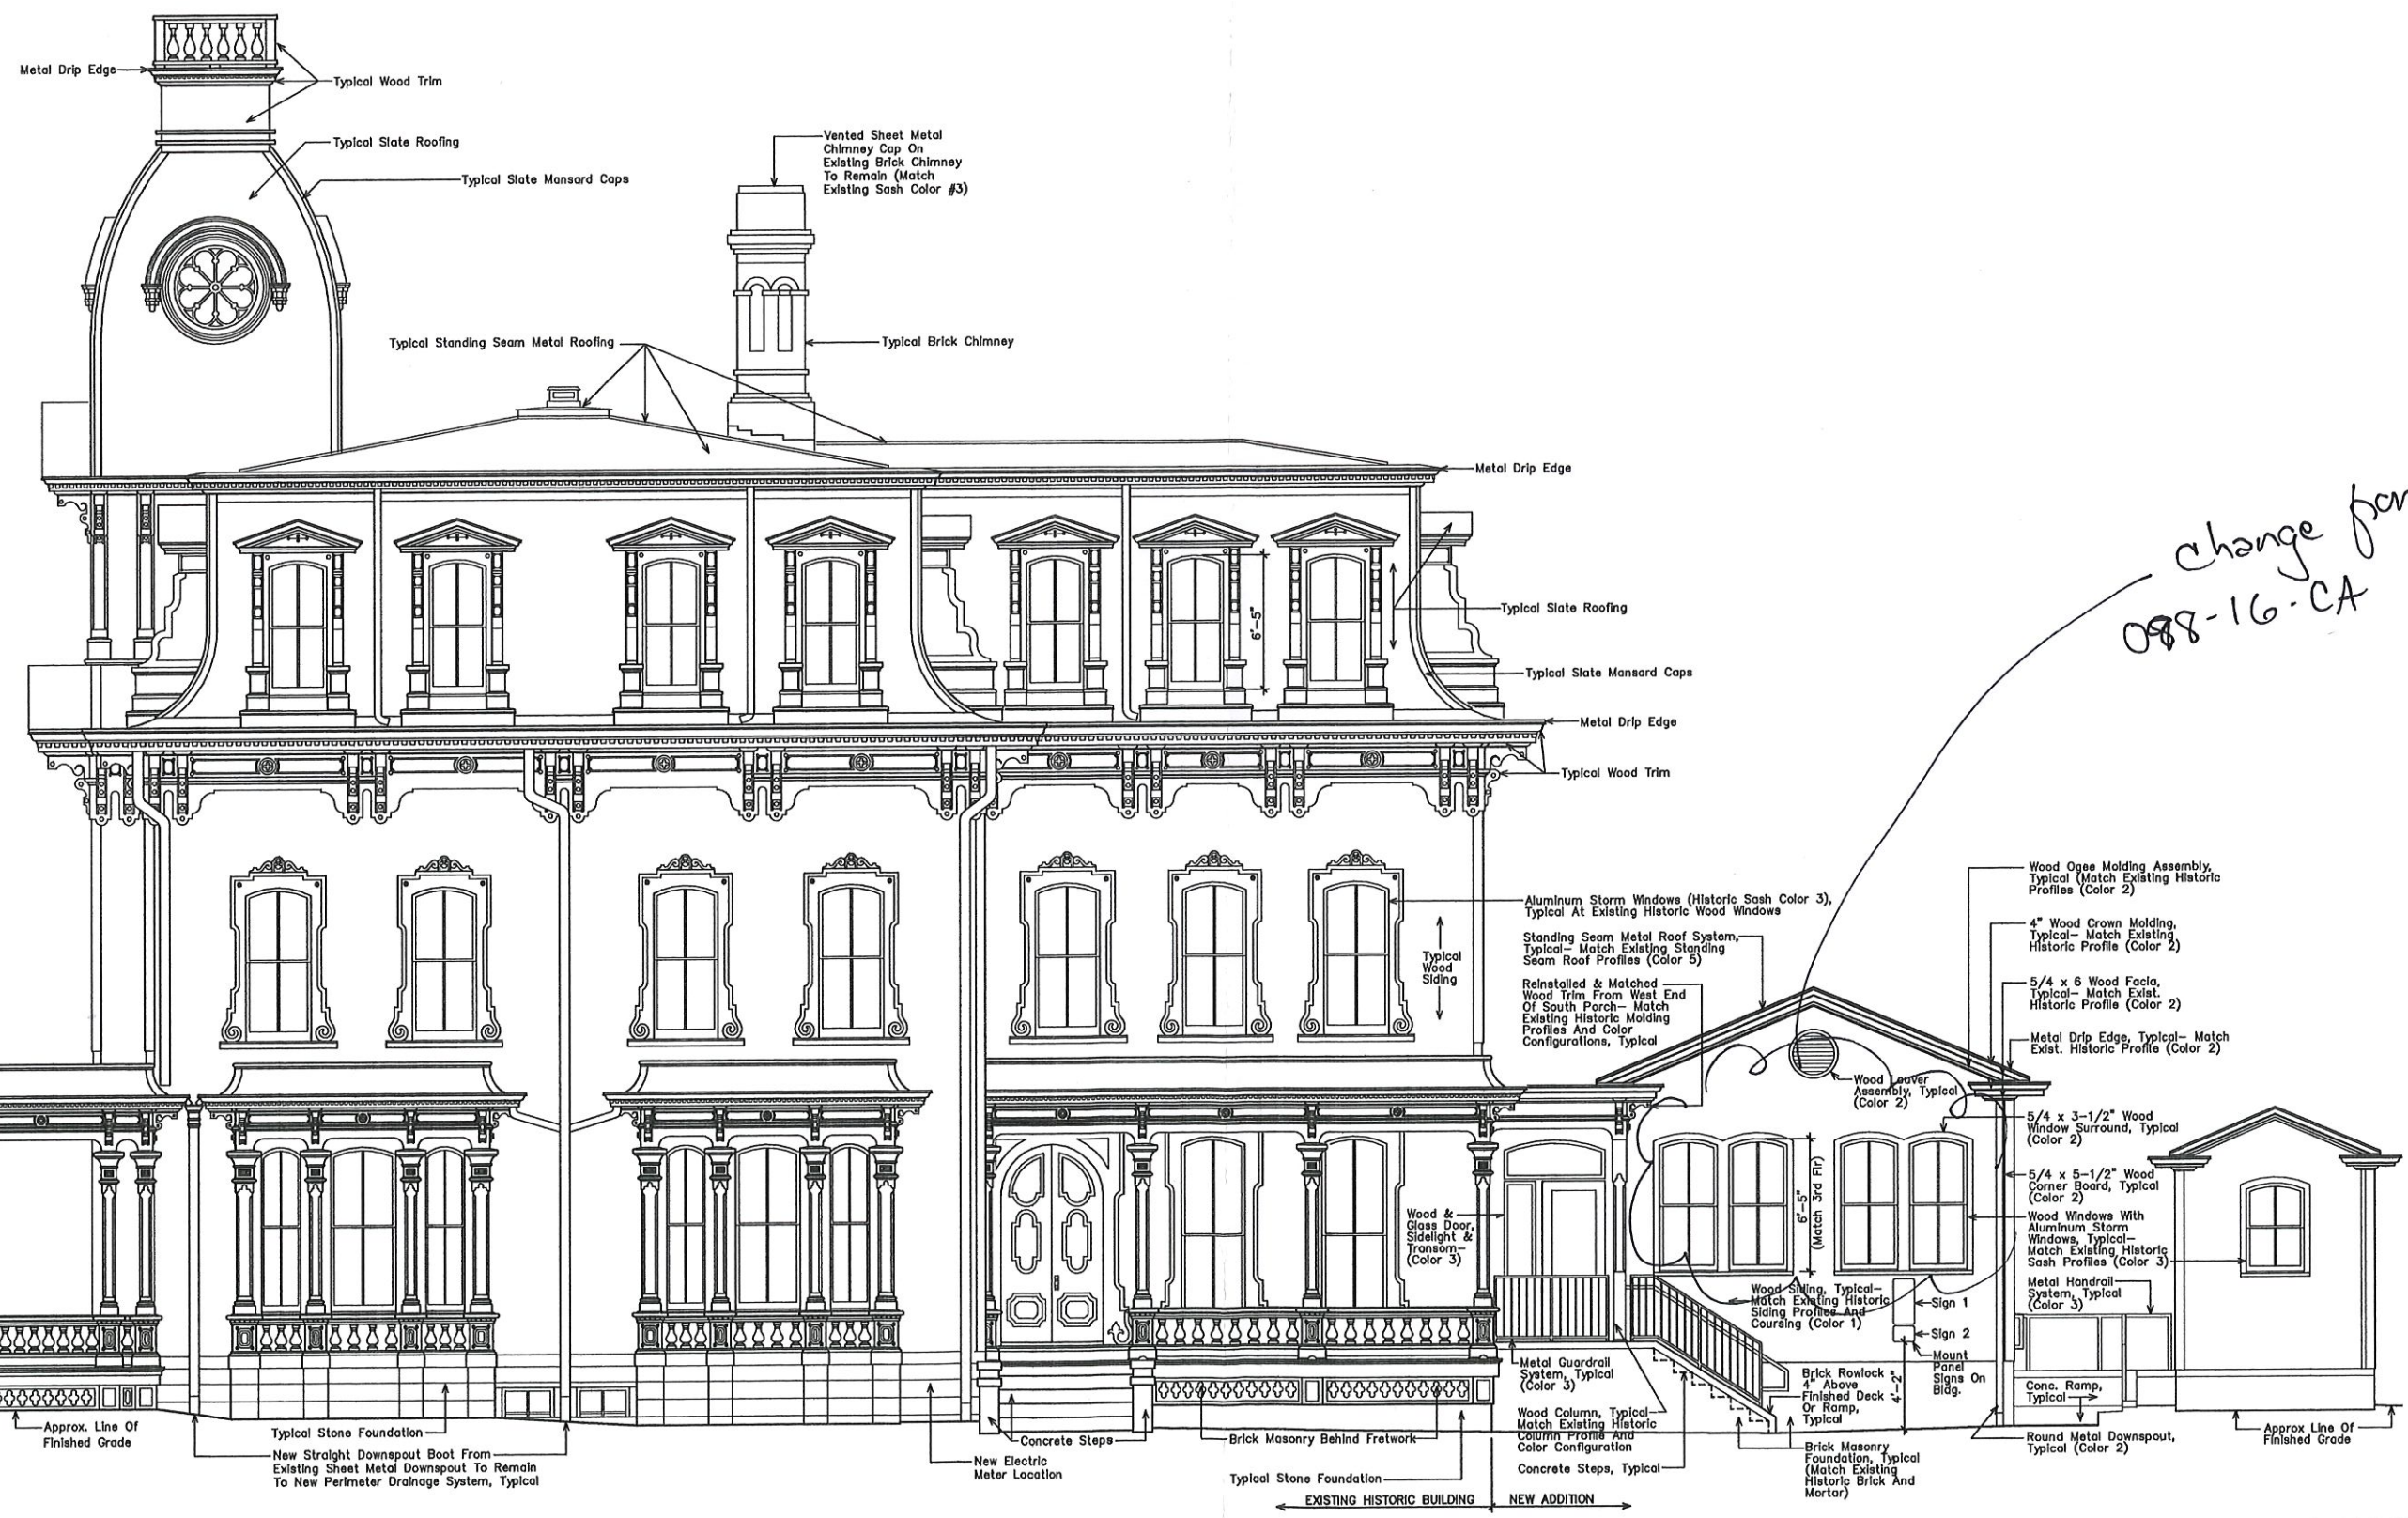 Metal Drip Edge
Typical Wood Trim
Typical Slate Roofing
Typical Slate Mansard Caps
Vented Sheet Metal
Chimney Cap On
Existing Brick Chimney
To Remain (Match
Existing Sash Color #3)
Typical Standing Seam Metal Roofing
Typical Brick Chimney
Metal Drip Edge
change
088-16-CA
6'-5"
Typical Slate Roofing
Typical Slate Mansard Caps
Metal Drip Edge
Typical Wood Trim
Aluminum Storm Windows (Historic Sash Color 3),
Typical At Existing Historic Wood Windows
Typical
Wood
Siding
Standing Seam Metal Roof System,
Typical- Match Existing Standing
Seam Roof Profiles (Color 5)
Reinstalled & Matched
Wood Trim From West End
Of South Porch- Match
Existing Historic Molding
Profiles And Color
Configurations, Typical
Wood Ogee Molding Assembly,
Typical (Match Existing Historic
Profiles (Color 2)
4" Wood Crown Molding,
Typical- Match Existing
Historic Profile (Color 2)
5/4 x 6 Wood Facia,
Typical- Match Exist.
Historic Profile (Color 2)
Metal Drip Edge, Typical- Match
Exist. Historic Profile (Color 2)
Wood Louver
Assembly, Typical
(Color 2)
5/4 x 3-1/2" Wood
Window Surround, Typical
(Color 2)
5/4 x 5-1/2" Wood
Corner Board, Typical
(Color 2)
Wood Windows With
Aluminum Storm
Windows, Typical-
Match Existing Historic
Sash Profiles (Color 3)
Metal Handrail
System, Typical
(Color 3)
Wood &
Glass Door,
Sidelight &
Transom-
(Color 3)
6'-5"
(Match 3rd Flr)
Wood Siding, Typical-
Match Existing Historic
Siding Profiles And
Coursing (Color 1)
Sign 1
Sign 2
Mount
Panel
Signs On
Bldg.
4'-2"
Metal Guardrail
System, Typical
(Color 3)
Brick Rowlock
4" Above
Finished Deck
Or Ramp,
Typical
Conc. Ramp,
Typical
Wood Column, Typical-
Match Existing Historic
Column Profile And
Color Configuration
Concrete Steps, Typical
Brick Masonry
Foundation, Typical
(Match Existing
Historic Brick And
Mortar)
Round Metal Downspout,
Typical (Color 2)
Approx Line Of
Finished Grade
Approx. Line Of
Finished Grade
Typical Stone Foundation
New Straight Downspout Boot From
Existing Sheet Metal Downspout To Remain
To New Perimeter Drainage System, Typical
Concrete Steps
New Electric
Meter Location
Brick Masonry Behind Fretwork
Typical Stone Foundation
EXISTING HISTORIC BUILDING
NEW ADDITION